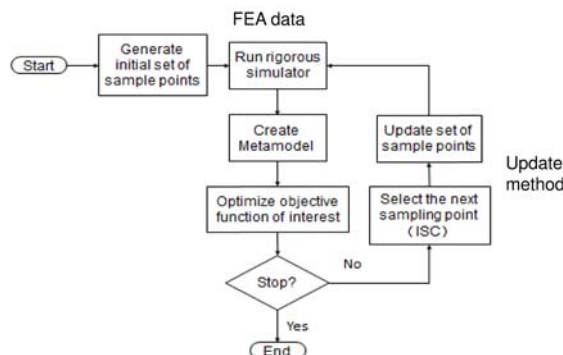 FEA data
Start
Generate
initial set of
sample points
Run rigorous
simulator
Create
Metamodel
Optimize objective
function of interest
Stop?
No
Yes
End
Select the next
sampling point
(ISC)
Update set of
sample points
Update
method